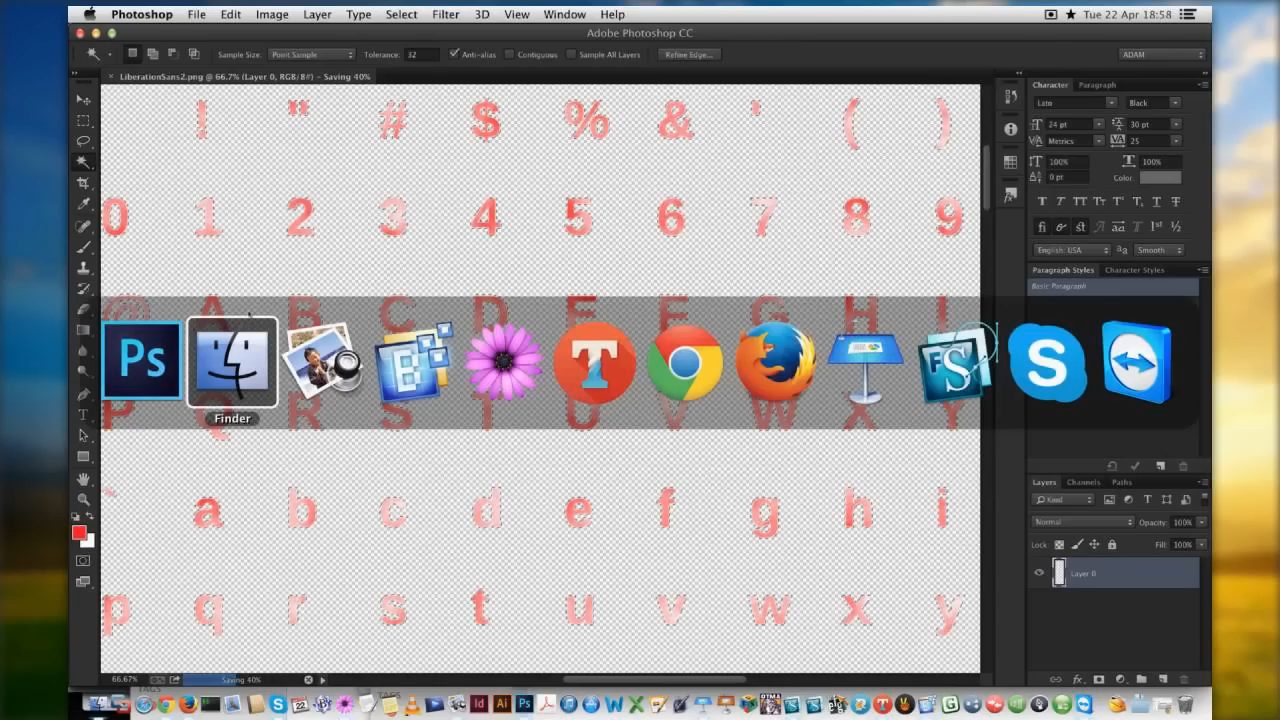 Photoshop File Edit Image Layer Type Select Filter 3D View Window Help Tue 22 Apr 18:58
Adobe Photoshop CC
Sample Size: Point Sample Tolerance: 32 Anti-alias Contiguous Sample All Layers Refine Edge... ADAM
× LiberationSans2.png @ 66.7% (Layer 0, RGB/8#) - Saving 40%
Character Paragraph
Lato Black
24 pt 30 pt
Metrics 25
100% 100%
0 pt Color:
English: USA Smooth
Paragraph Styles Character Styles
Basic Paragraph
! " # $ % & ' ( )
0 1 2 3 4 5 6 7 8 9
@ A B C D E F G H I
Ps T FS S
Finder
P Q R S T U V W X Y
` a b c d e f g h i
p q r s t u v w x y
Layers Channels Paths
Kind
Normal Opacity: 100%
Lock: Fill: 100%
Layer 0
66.67% Saving 40%
TAGS